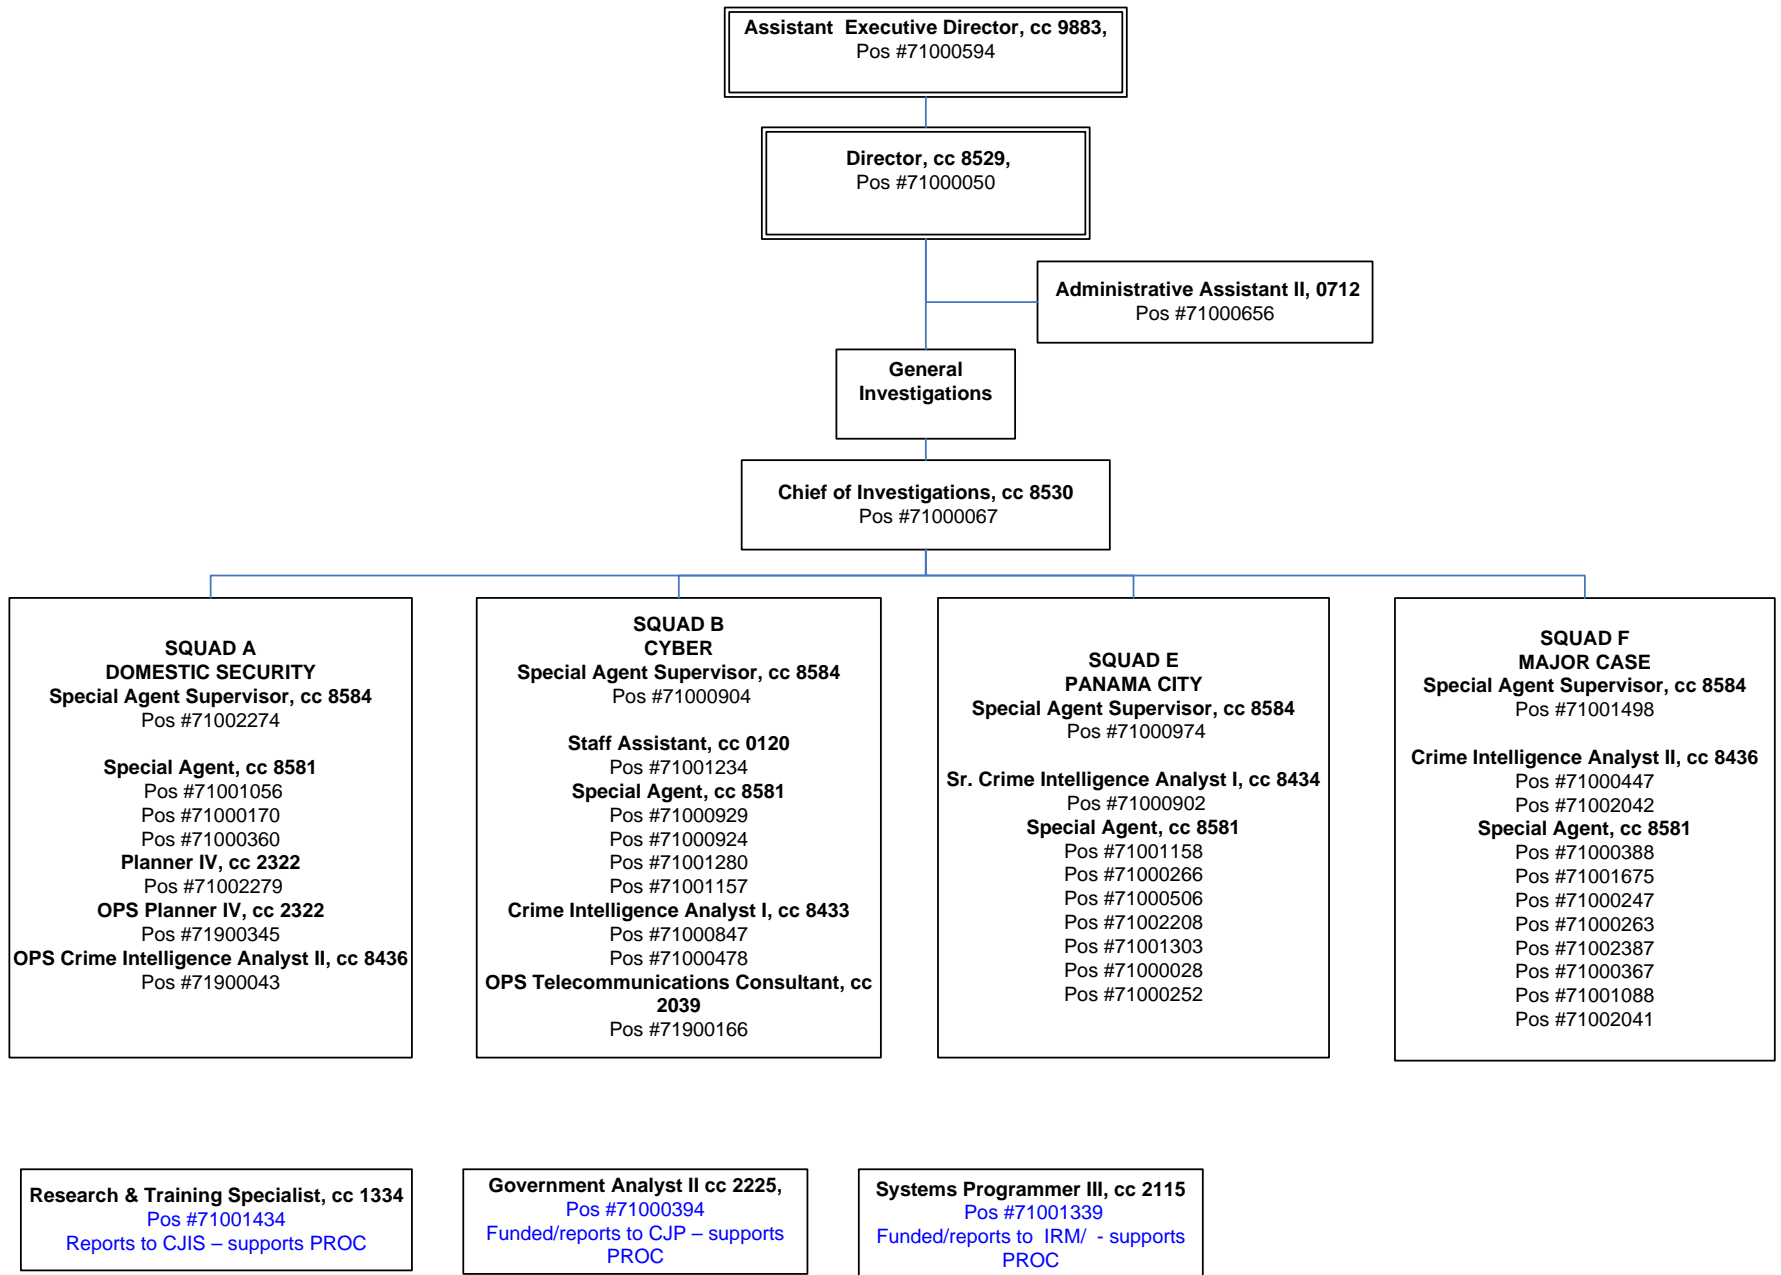 Assistant  Executive Director, cc 9883,
Pos #71000594
Director, cc 8529,
Pos #71000050
Administrative Assistant II, 0712
Pos #71000656
General
Investigations
Chief of Investigations, cc 8530
Pos #71000067
SQUAD A
DOMESTIC SECURITY
Special Agent Supervisor, cc 8584
Pos #71002274
Special Agent, cc 8581
Pos #71001056
Pos #71000170
Pos #71000360
Planner IV, cc 2322
Pos #71002279
OPS Planner IV, cc 2322
Pos #71900345
OPS Crime Intelligence Analyst II, cc 8436
Pos #71900043
SQUAD B
CYBER
Special Agent Supervisor, cc 8584
Pos #71000904
Staff Assistant, cc 0120
Pos #71001234
Special Agent, cc 8581
Pos #71000929
Pos #71000924
Pos #71001280
Pos #71001157
Crime Intelligence Analyst I, cc 8433
Pos #71000847
Pos #71000478
OPS Telecommunications Consultant, cc
2039
Pos #71900166
SQUAD E
PANAMA CITY
Special Agent Supervisor, cc 8584
Pos #71000974
Sr. Crime Intelligence Analyst I, cc 8434
Pos #71000902
Special Agent, cc 8581
Pos #71001158
Pos #71000266
Pos #71000506
Pos #71002208
Pos #71001303
Pos #71000028
Pos #71000252
SQUAD F
MAJOR CASE
Special Agent Supervisor, cc 8584
Pos #71001498
Crime Intelligence Analyst II, cc 8436
Pos #71000447
Pos #71002042
Special Agent, cc 8581
Pos #71000388
Pos #71001675
Pos #71000247
Pos #71000263
Pos #71002387
Pos #71000367
Pos #71001088
Pos #71002041
Research & Training Specialist, cc 1334
Pos #71001434
Reports to CJIS – supports PROC
Government Analyst II cc 2225,
Pos #71000394
Funded/reports to CJP – supports
PROC
Systems Programmer III, cc 2115
Pos #71001339
Funded/reports to  IRM/  - supports
PROC